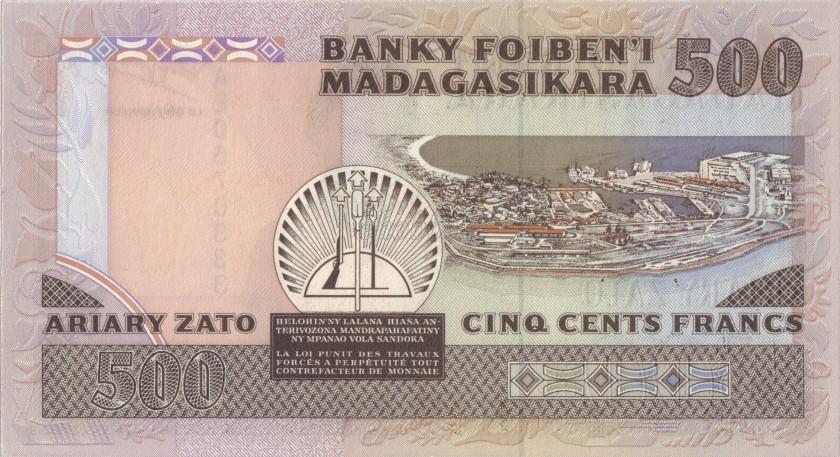 BANKY FOIBEN'I
MADAGASIKARA
500
ARIARY ZATO
HELOHIN'NY LALANA HIASA AN-
TERIVOZONA MANDRAPAHAFATINY
NY MPANAO VOLA SANDOKA
LA LOI PUNIT DES TRAVAUX
FORCÉS A PERPÉTUITÉ TOUT
CONTREFACTEUR DE MONNAIE
CINQ CENTS FRANCS
500